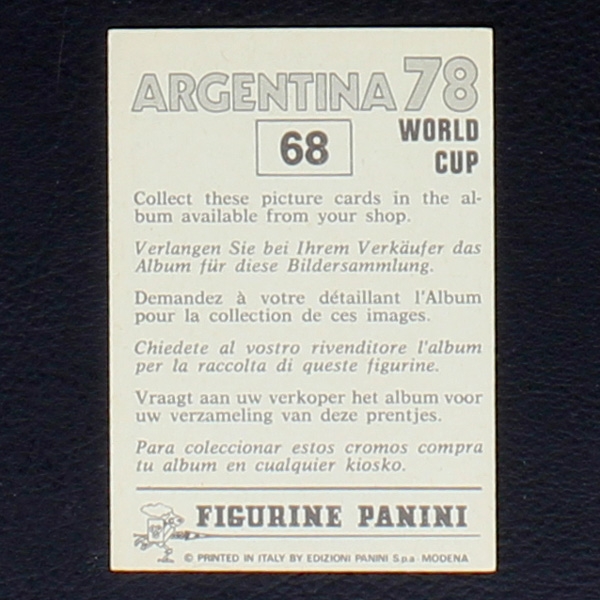 ARGENTINA 78
68
WORLD
CUP
Collect these picture cards in the al-
bum available from your shop.
Verlangen Sie bei Ihrem Verkäufer das
Album für diese Bildersammlung.
Demandez à votre détaillant l'Album
pour la collection de ces images.
Chiedete al vostro rivenditore l'album
per la raccolta di queste figurine.
Vraagt aan uw verkoper het album voor
uw verzameling van deze prentjes.
Para coleccionar estos cromos compra
tu album en cualquier kiosko.
FIGURINE PANINI
© PRINTED IN ITALY BY EDIZIONI PANINI S.p.a - MODENA